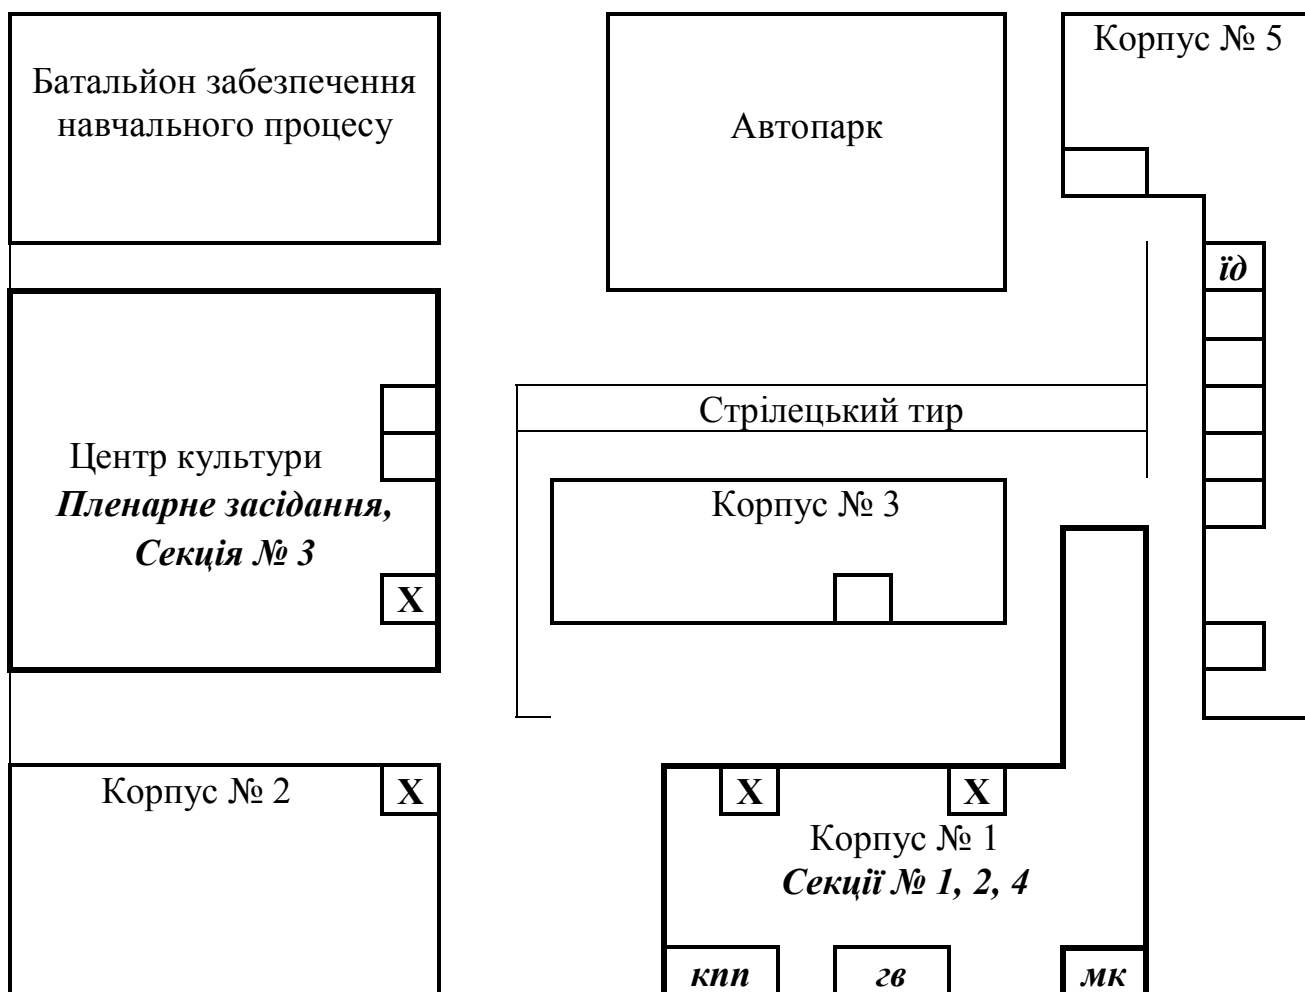 Корпус № 5
Батальйон забезпечення
навчального процесу
Автопарк
їд
Стрілецький тир
Центр культури
Пленарне засідання,
Секція № 3
Х
Корпус № 3
Корпус № 2
Х
Х
Х
Корпус № 1
Секції № 1, 2, 4
кпп
гв
мк